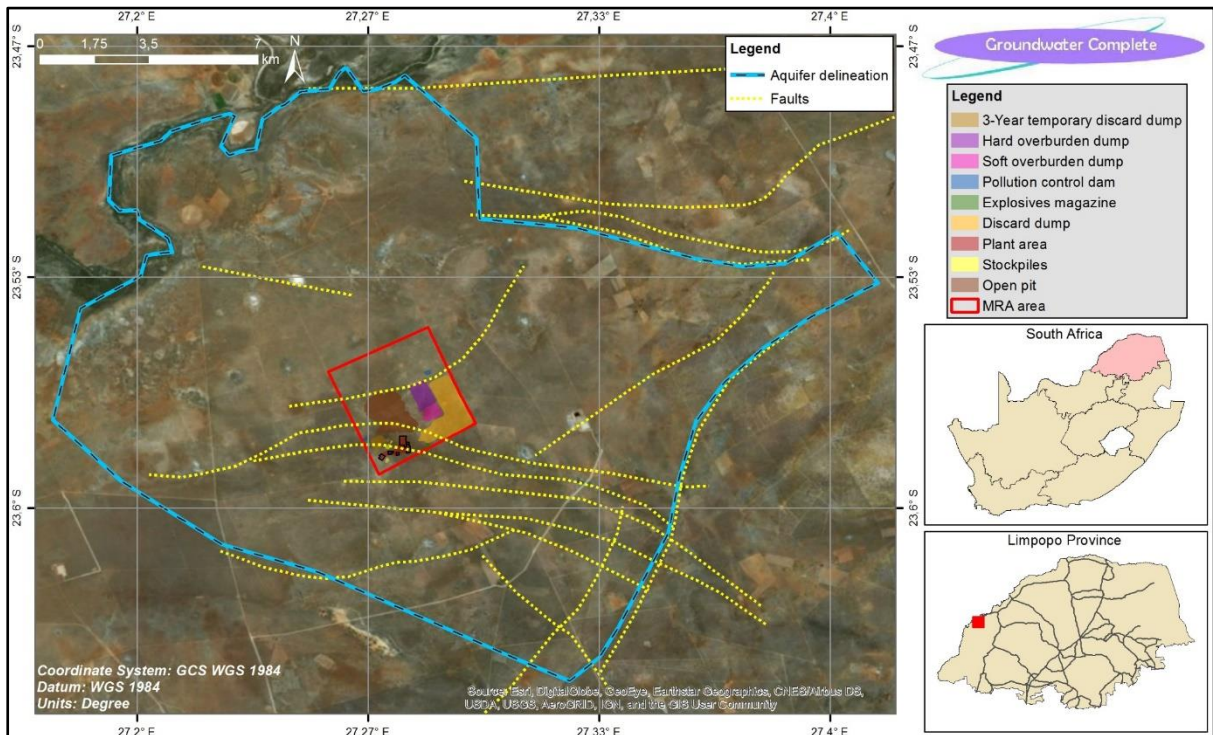 27,2° E
27,27° E
27,33° E
27,4° E
23,47° S
23,53° S
23,6° S
0 1,75 3,5 7
km
N
Legend
Aquifer delineation
Faults
Groundwater Complete
Legend
3-Year temporary discard dump
Hard overburden dump
Soft overburden dump
Pollution control dam
Explosives magazine
Discard dump
Plant area
Stockpiles
Open pit
MRA area
South Africa
Limpopo Province
23,47° S
23,53° S
23,6° S
Coordinate System: GCS WGS 1984
Datum: WGS 1984
Units: Degree
Source: Esri, DigitalGlobe, GeoEye, Earthstar Geographics, CNES/Airbus DS,
USDA, USGS, AeroGRID, IGN, and the GIS User Community
27,2° E
27,27° E
27,33° E
27,4° E